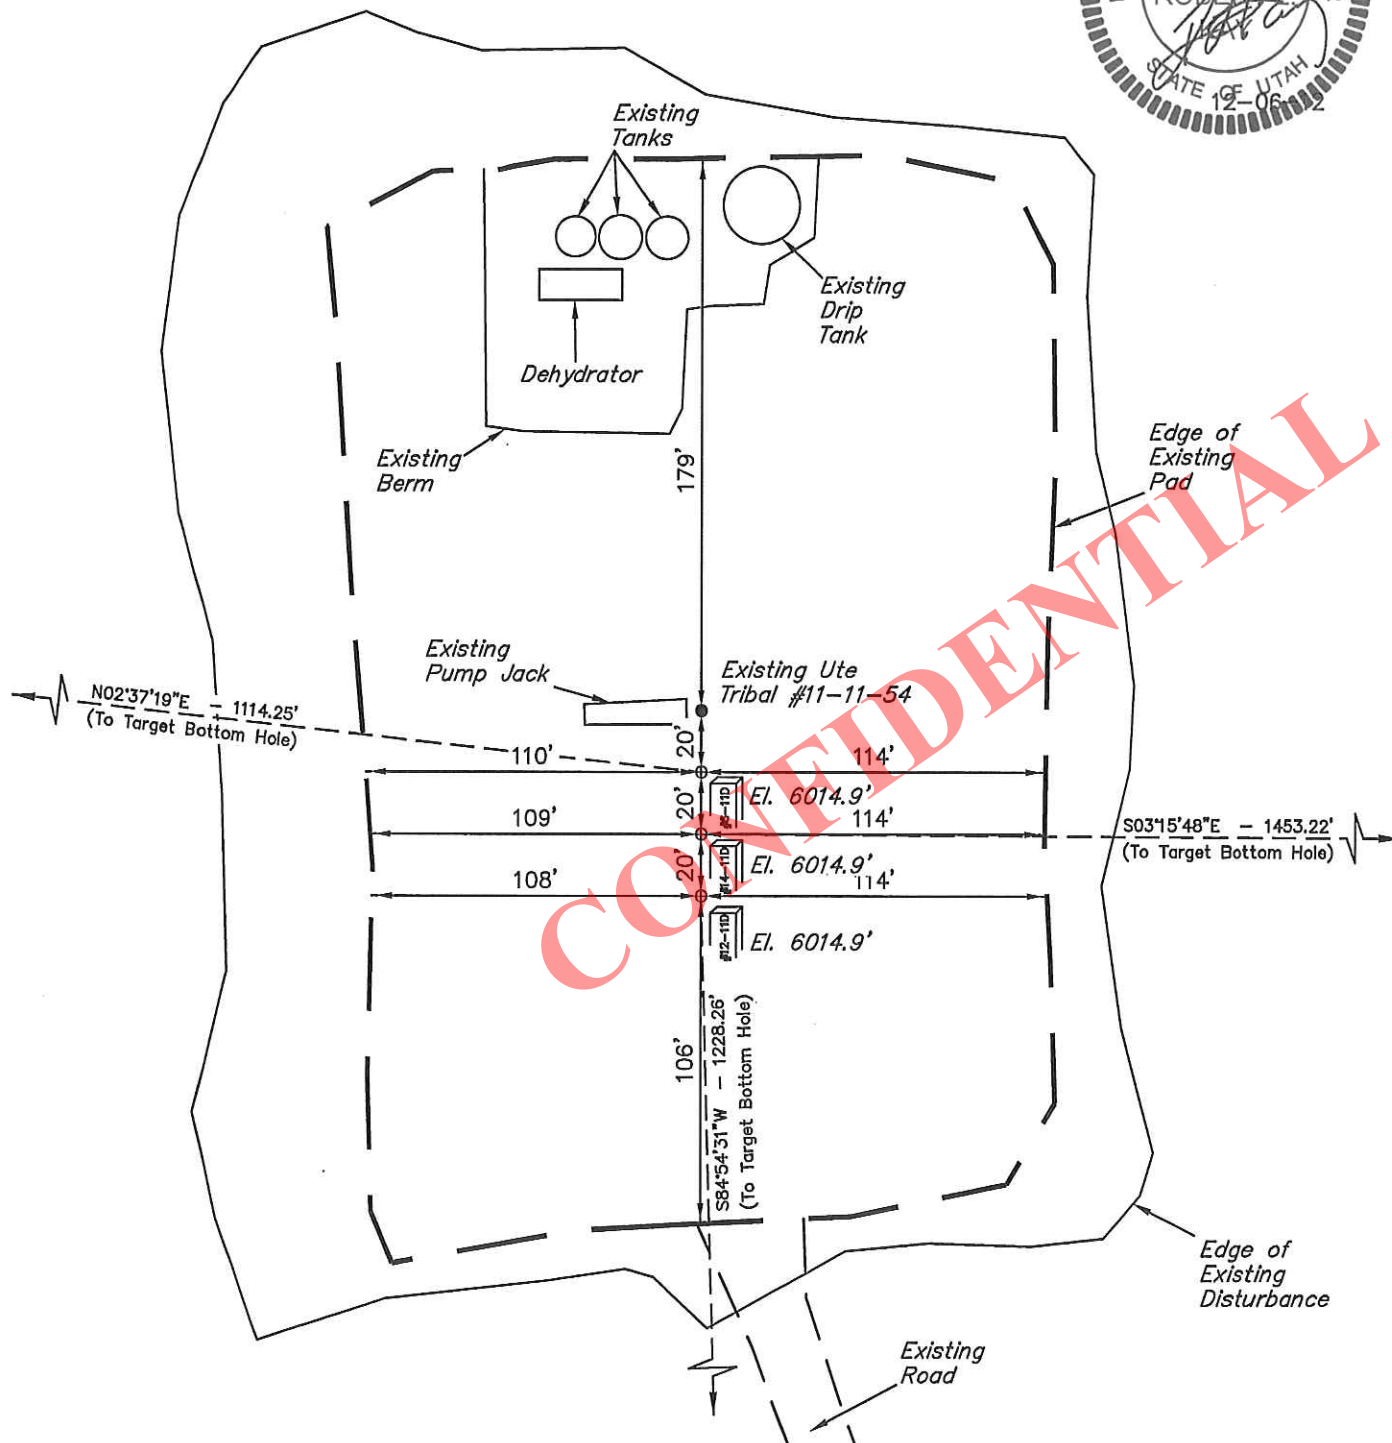 STATE OF UTAH
Existing
Tanks
Existing
Drip
Tank
Dehydrator
Existing
Berm
179'
Edge of
Existing
Pad
CONFIDENTIAL
Existing
Pump Jack
Existing Ute
Tribal #11-11-54
N02°37'19"E - 1114.25'
(To Target Bottom Hole)
20'
110'
114'
20'
El. 6014.9'
109'
114'
S03°15'48"E - 1453.22'
(To Target Bottom Hole)
20'
#14-11D
El. 6014.9'
108'
114'
#12-11D
El. 6014.9'
106'
S84°54'31"W - 1228.26'
(To Target Bottom Hole)
Edge of
Existing
Disturbance
Existing
Road